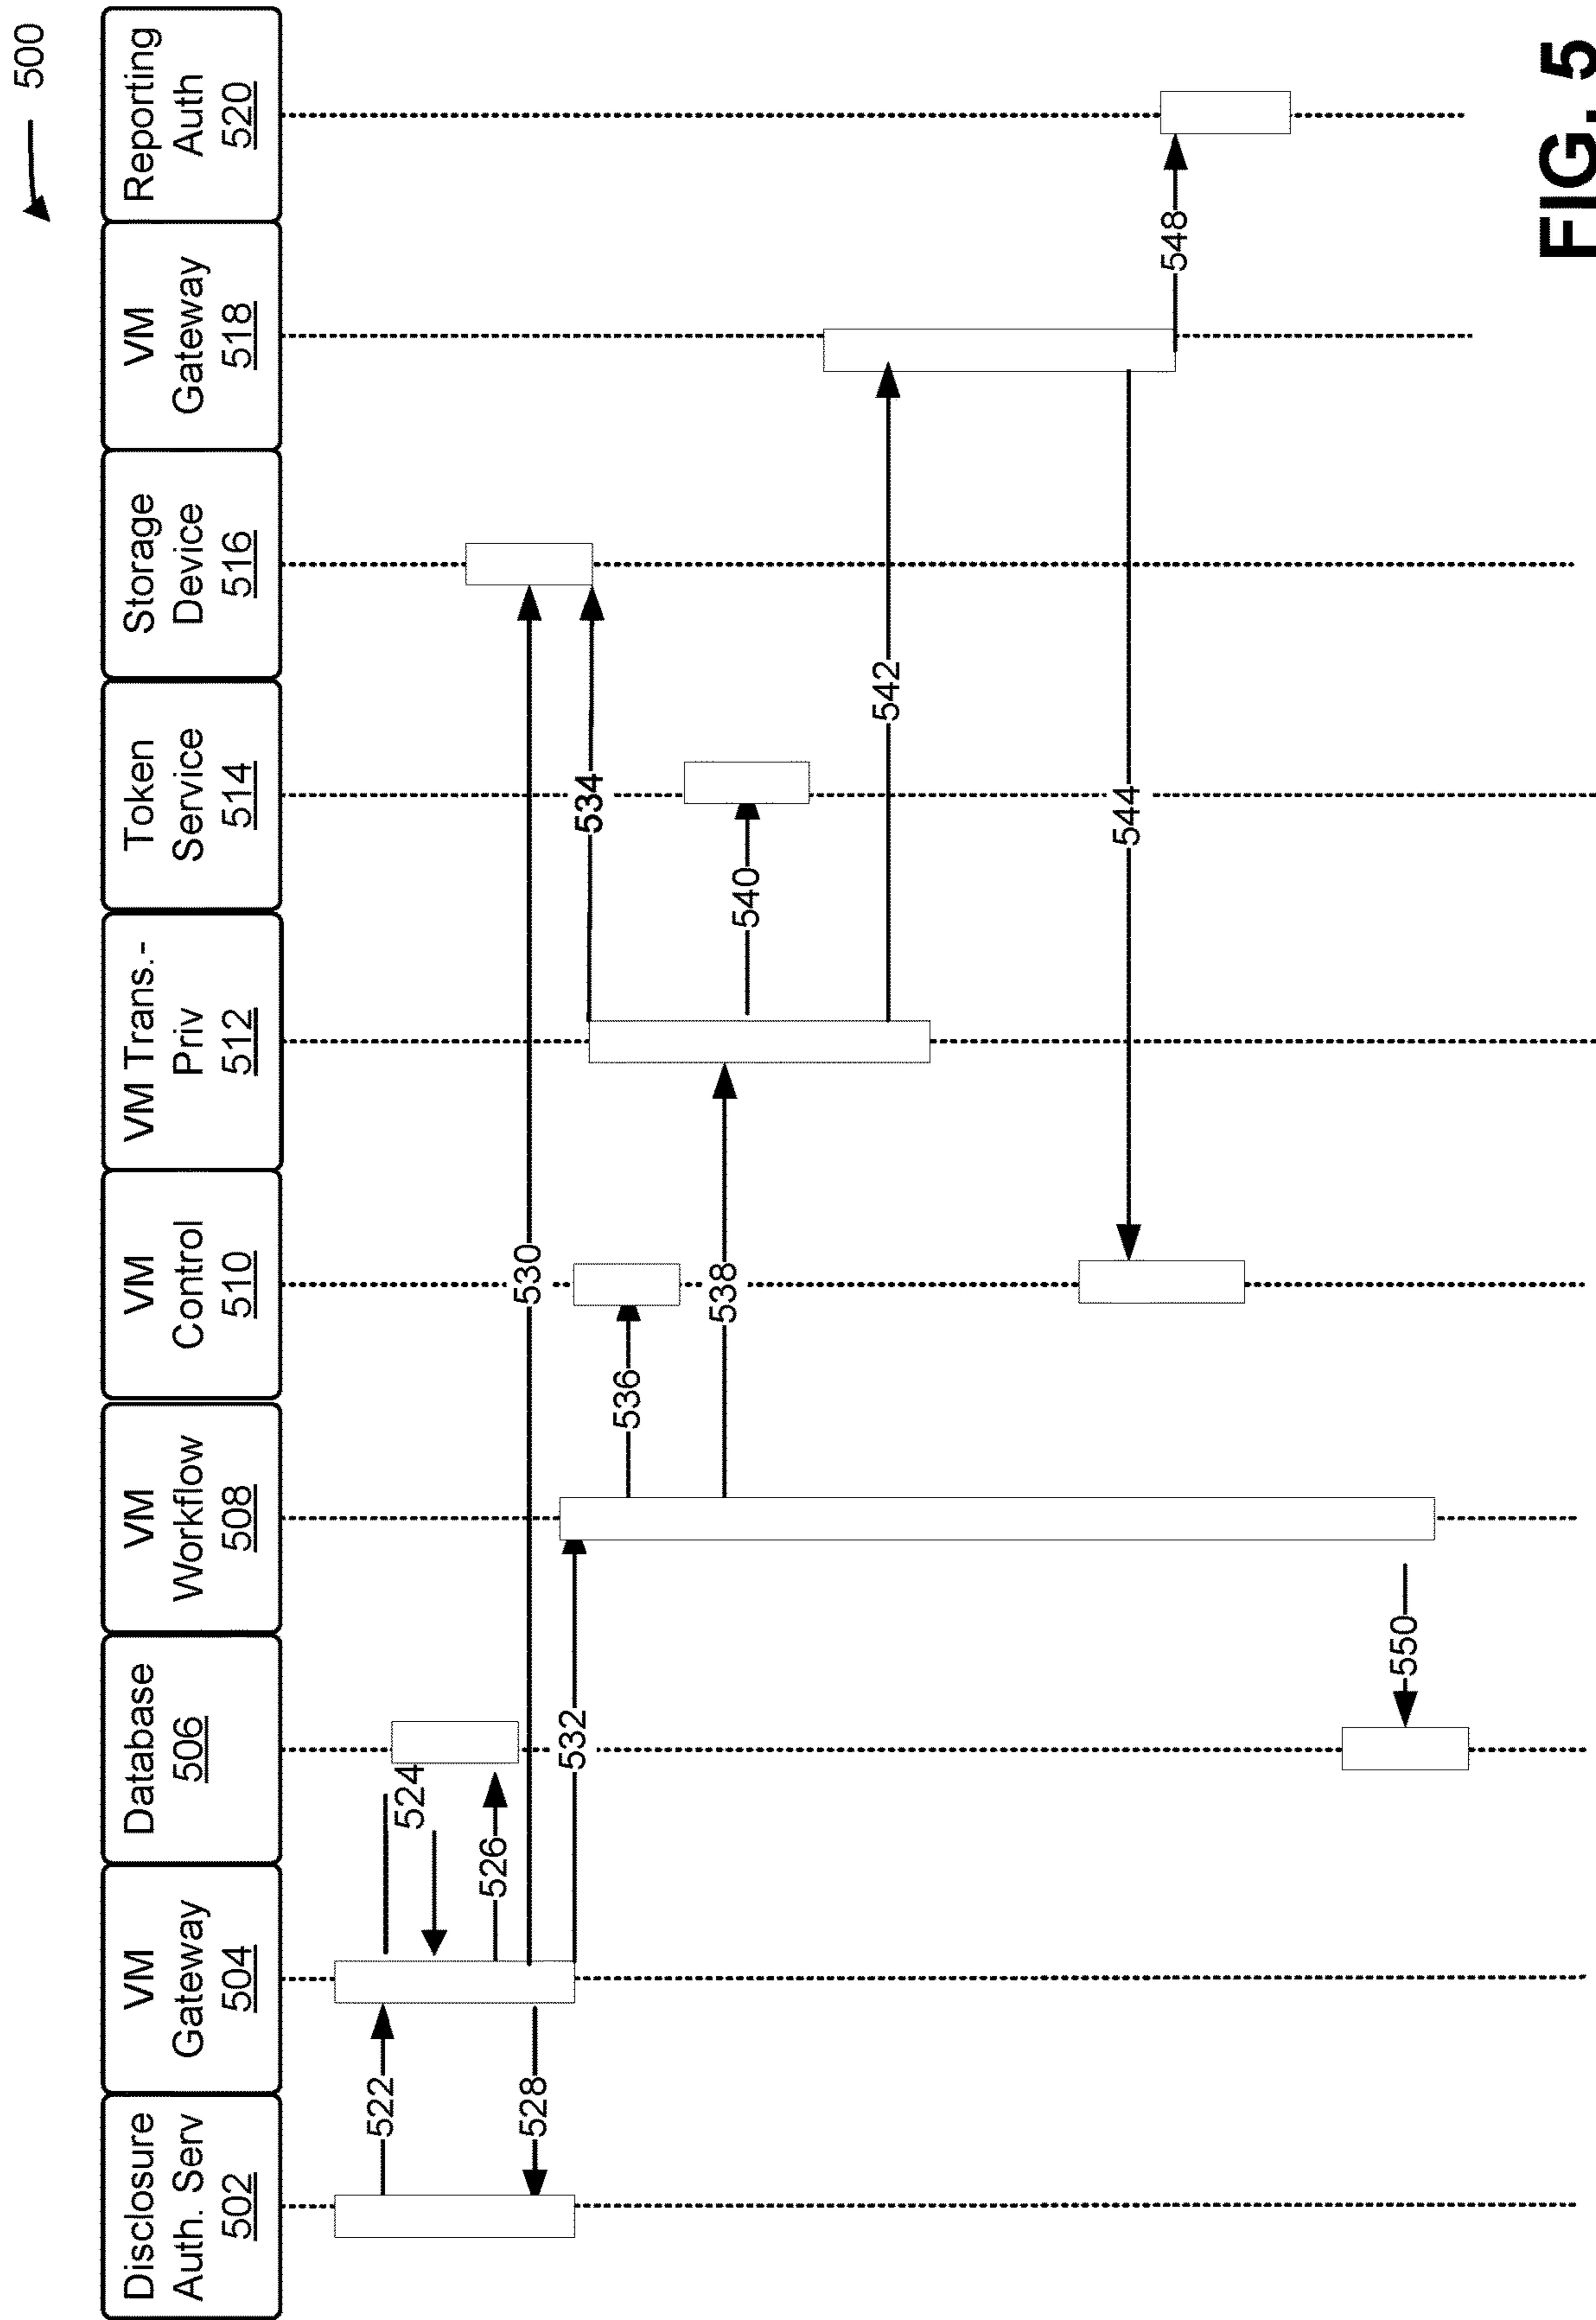 500
Disclosure
Auth. Serv
502
VM
Gateway
504
Database
506
VM
Workflow
508
VM
Control
510
VM Trans.-
Priv
512
Token
Service
514
Storage
Device
516
VM
Gateway
518
Reporting
Auth
520
522
524
526
528
530
532
534
536
538
540
542
544
548
550
FIG. 5